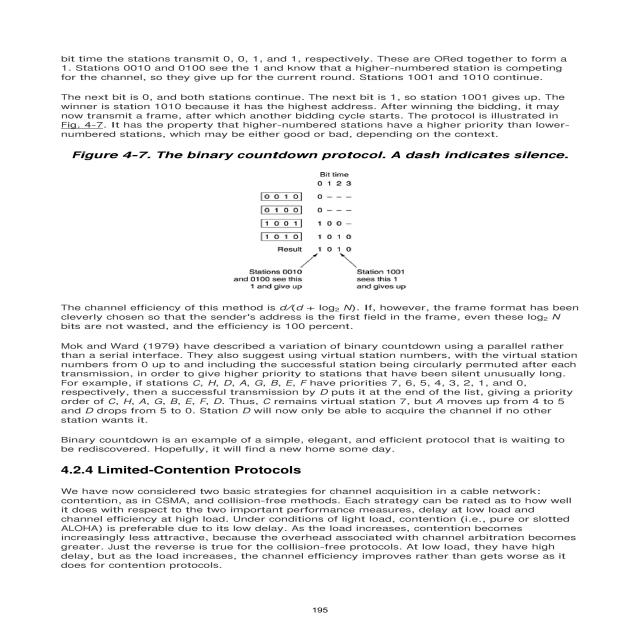 bit time the stations transmit 0, 0, 1, and 1, respectively. These are ORed together to form a
1. Stations 0010 and 0100 see the 1 and know that a higher-numbered station is competing
for the channel, so they give up for the current round. Stations 1001 and 1010 continue.
The next bit is 0, and both stations continue. The next bit is 1, so station 1001 gives up. The
winner is station 1010 because it has the highest address. After winning the bidding, it may
now transmit a frame, after which another bidding cycle starts. The protocol is illustrated in
Fig. 4-7. It has the property that higher-numbered stations have a higher priority than lower-
numbered stations, which may be either good or bad, depending on the context.
Figure 4-7. The binary countdown protocol. A dash indicates silence.
Bit time
0 1 2 3
0 0 1 0 0 – – –
0 1 0 0 0 – – –
1 0 0 1 1 0 0 –
1 0 1 0 1 0 1 0
Result 1 0 1 0
Stations 0010
and 0100 see this
1 and give up
Station 1001
sees this 1
and gives up
The channel efficiency of this method is d/(d + log2 N). If, however, the frame format has been
cleverly chosen so that the sender's address is the first field in the frame, even these log2 N
bits are not wasted, and the efficiency is 100 percent.
Mok and Ward (1979) have described a variation of binary countdown using a parallel rather
than a serial interface. They also suggest using virtual station numbers, with the virtual station
numbers from 0 up to and including the successful station being circularly permuted after each
transmission, in order to give higher priority to stations that have been silent unusually long.
For example, if stations C, H, D, A, G, B, E, F have priorities 7, 6, 5, 4, 3, 2, 1, and 0,
respectively, then a successful transmission by D puts it at the end of the list, giving a priority
order of C, H, A, G, B, E, F, D. Thus, C remains virtual station 7, but A moves up from 4 to 5
and D drops from 5 to 0. Station D will now only be able to acquire the channel if no other
station wants it.
Binary countdown is an example of a simple, elegant, and efficient protocol that is waiting to
be rediscovered. Hopefully, it will find a new home some day.
4.2.4 Limited-Contention Protocols
We have now considered two basic strategies for channel acquisition in a cable network:
contention, as in CSMA, and collision-free methods. Each strategy can be rated as to how well
it does with respect to the two important performance measures, delay at low load and
channel efficiency at high load. Under conditions of light load, contention (i.e., pure or slotted
ALOHA) is preferable due to its low delay. As the load increases, contention becomes
increasingly less attractive, because the overhead associated with channel arbitration becomes
greater. Just the reverse is true for the collision-free protocols. At low load, they have high
delay, but as the load increases, the channel efficiency improves rather than gets worse as it
does for contention protocols.
195